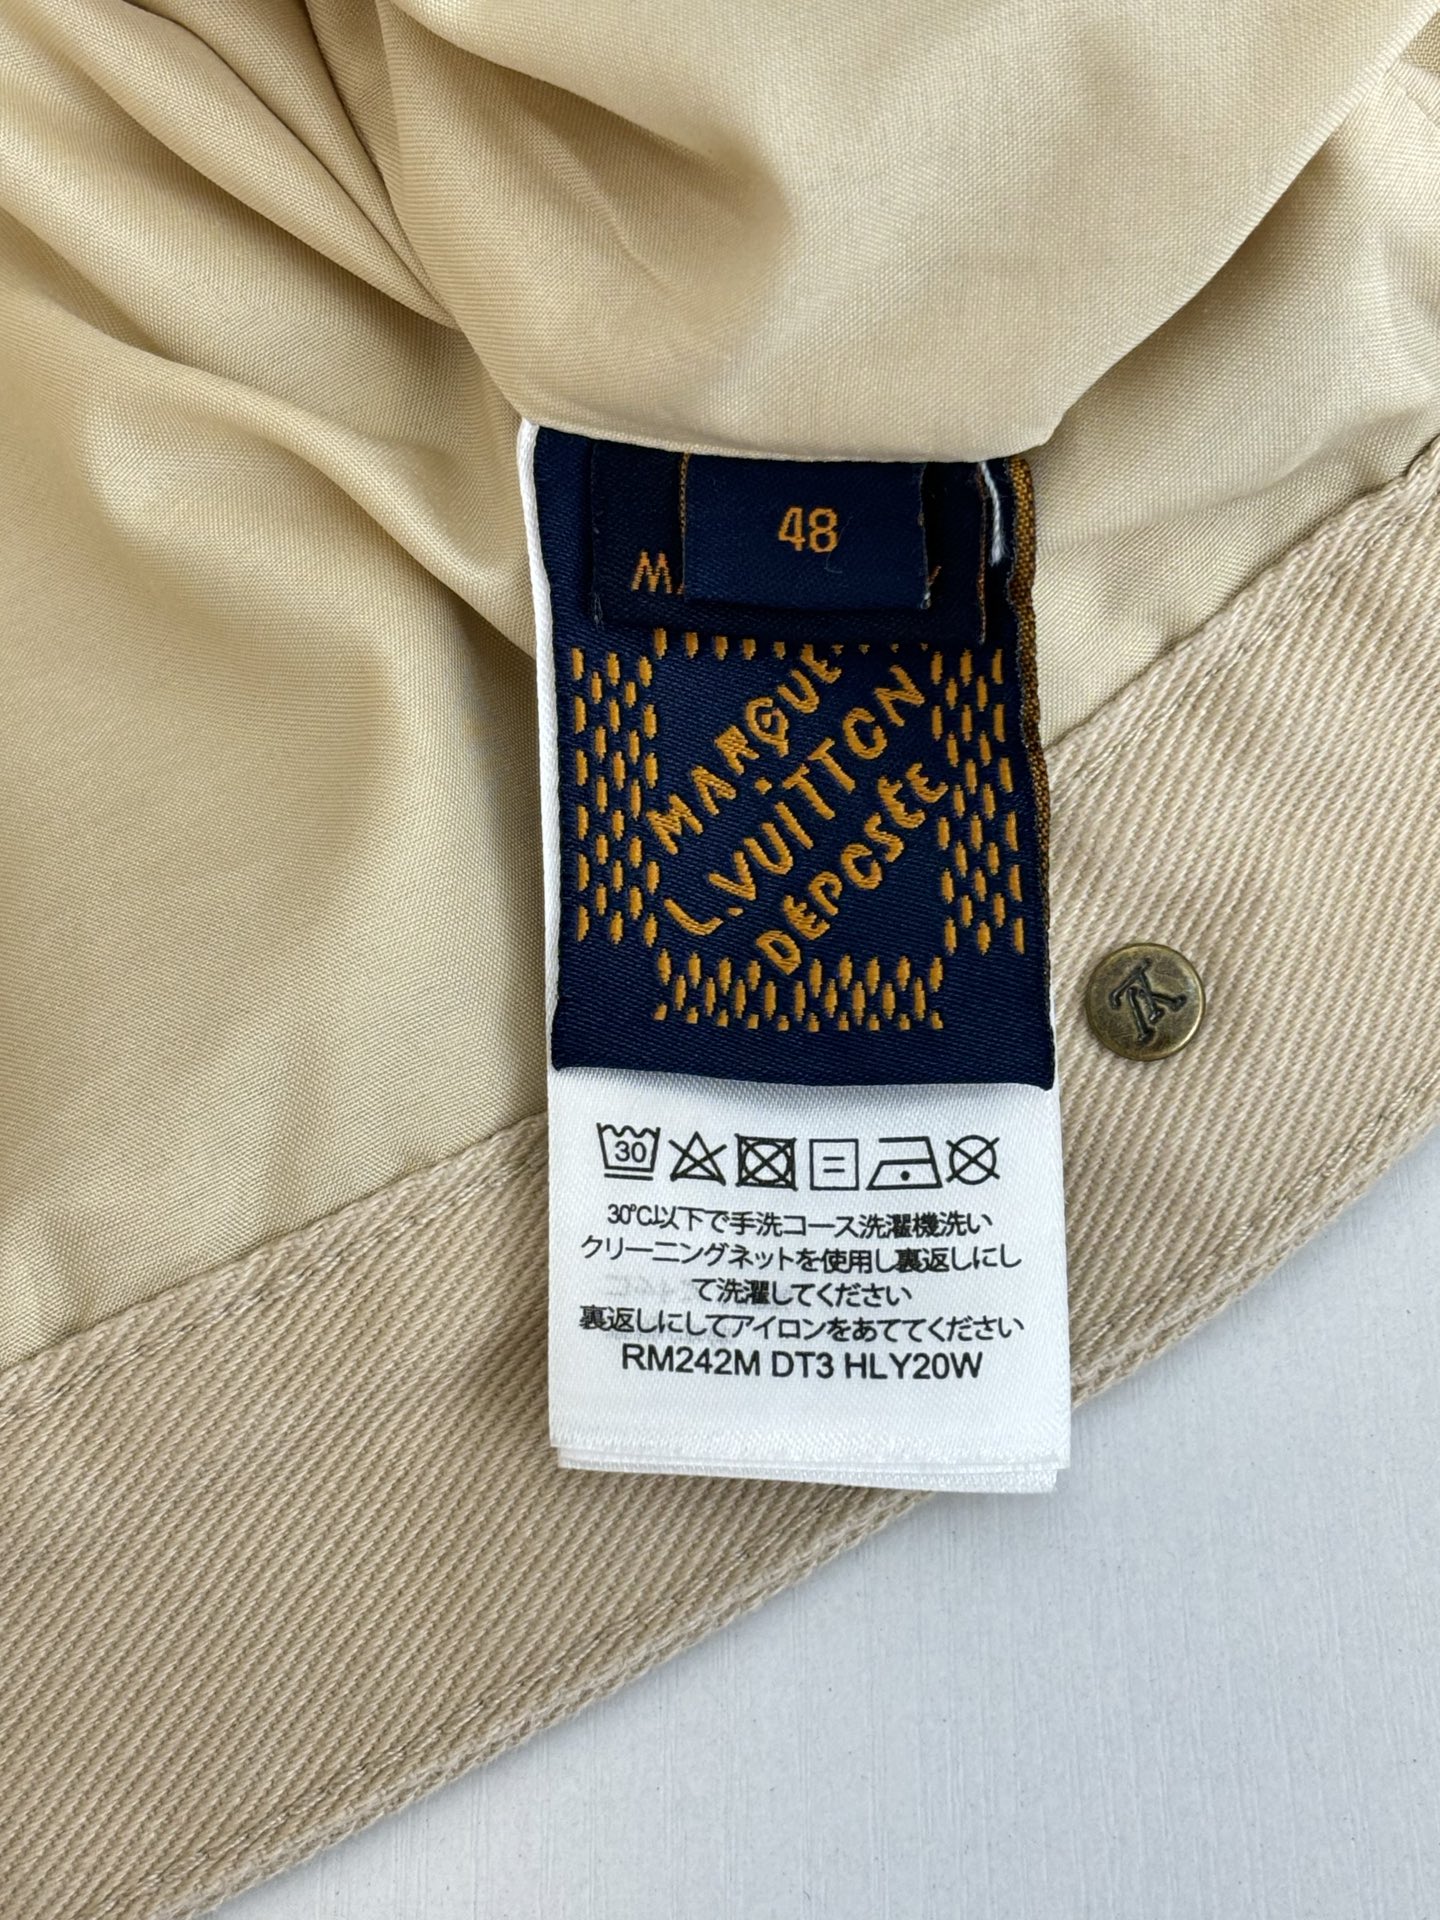 48
M
MARQUE
L.VUITTON
DEPOSEE
LV
30
30℃以下で手洗コース洗濯機洗い
クリーニングネットを使用し裏返しにし
て洗濯してください
裏返しにしてアイロンをあててください
RM242M DT3 HLY20W